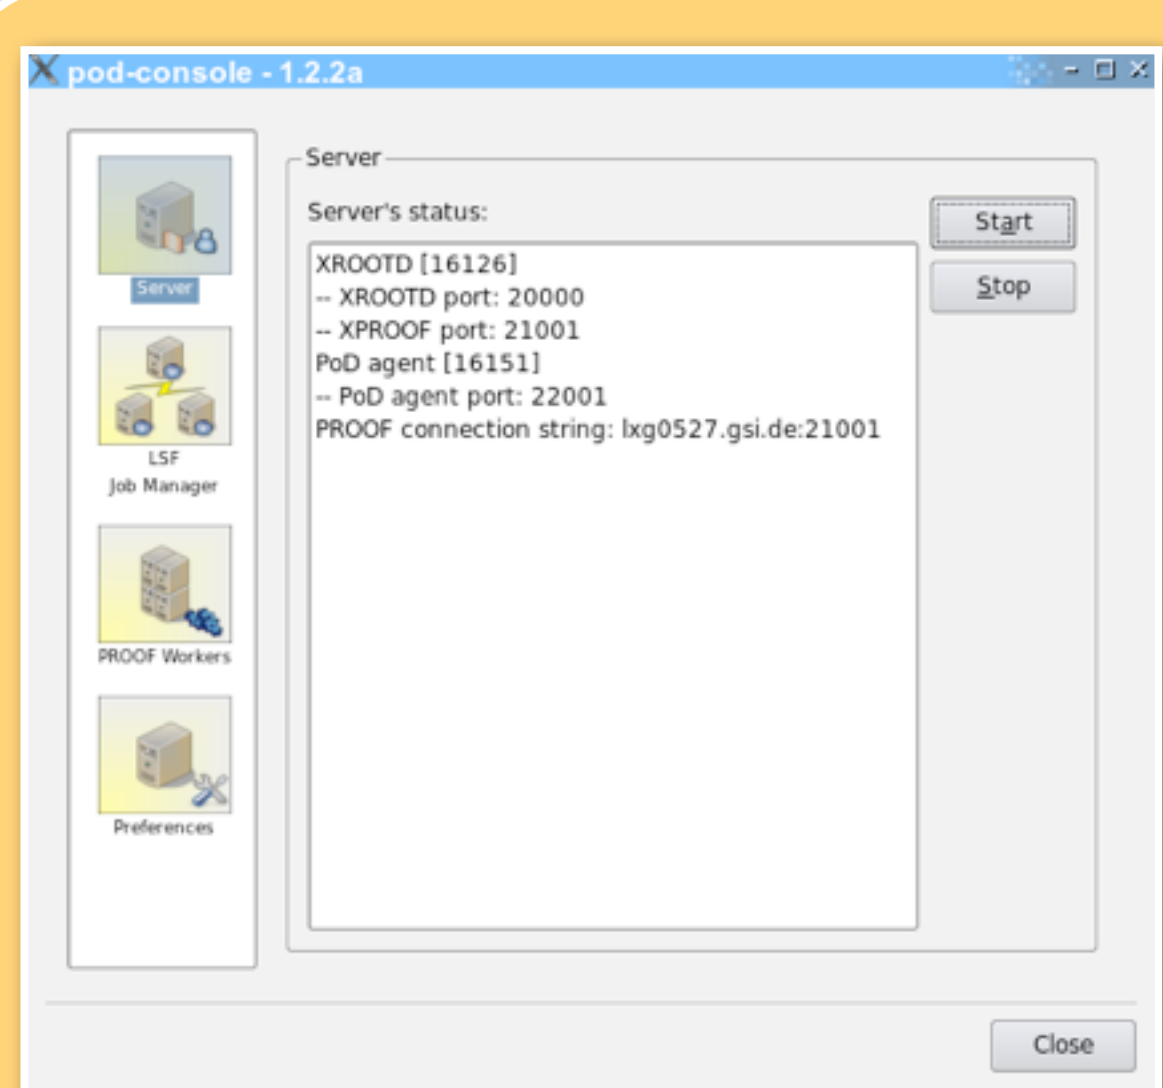 pod-console - 1.2.2a
Server
LSF
Job Manager
PROOF Workers
Preferences
Server
Server's status:
XROOTD [16126]
-- XROOTD port: 20000
-- XPROOF port: 21001
PoD agent [16151]
-- PoD agent port: 22001
PROOF connection string: lxg0527.gsi.de:21001
Start
Stop
Close